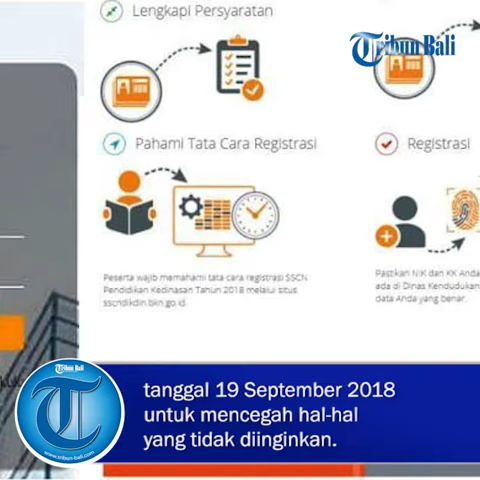 Lengkapi Persyaratan
Tribun Bali
Pahami Tata Cara Registrasi
Registrasi
Peserta wajib memahami tata cara registrasi SSCN
Pendidikan Kedinasan Tahun 2018 melalui situs
sscndikdin.bkn.go.id.
Pastikan NIK dan KK Anda
ada di Dinas Kendudukan
data Anda yang benar.
Tribun Bali
T
www.tribun-bali.com
tanggal 19 September 2018
untuk mencegah hal-hal
yang tidak diinginkan.